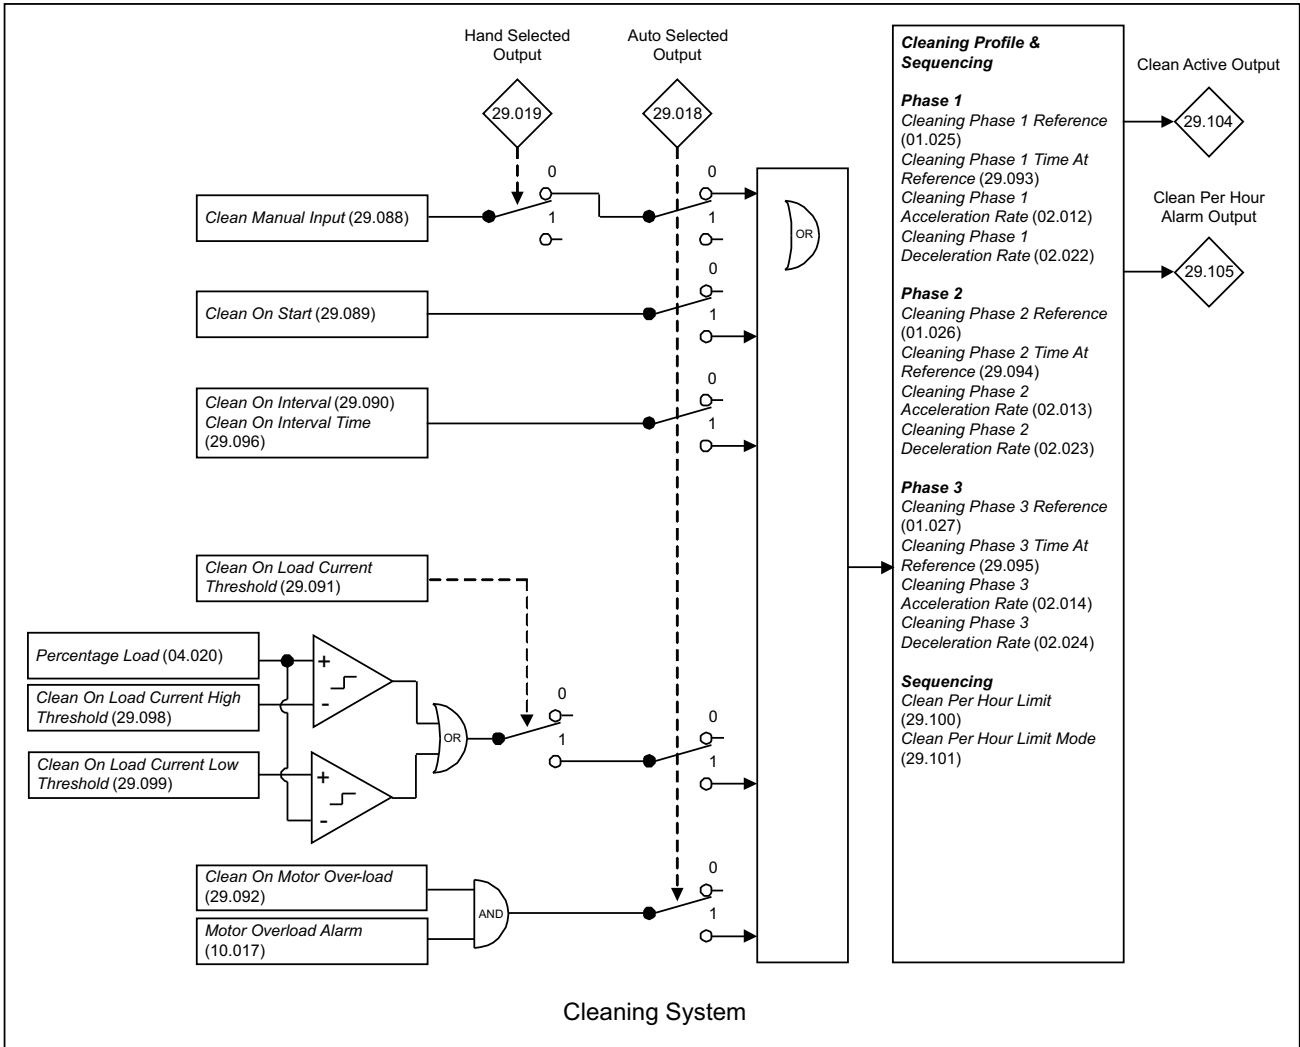 Hand Selected
Output
Auto Selected
Output
29.019
29.018
0
1
0
1
Clean Manual Input (29.088)
OR
0
1
Clean On Start (29.089)
0
1
Clean On Interval (29.090)
Clean On Interval Time
(29.096)
Clean On Load Current
Threshold (29.091)
Percentage Load (04.020)
Clean On Load Current High
Threshold (29.098)
Clean On Load Current Low
Threshold (29.099)
+
-
+
-
OR
0
1
0
1
Clean On Motor Over-load
(29.092)
Motor Overload Alarm
(10.017)
AND
0
1
Cleaning Profile &
Sequencing
Phase 1
Cleaning Phase 1 Reference
(01.025)
Cleaning Phase 1 Time At
Reference (29.093)
Cleaning Phase 1
Acceleration Rate (02.012)
Cleaning Phase 1
Deceleration Rate (02.022)
Phase 2
Cleaning Phase 2 Reference
(01.026)
Cleaning Phase 2 Time At
Reference (29.094)
Cleaning Phase 2
Acceleration Rate (02.013)
Cleaning Phase 2
Deceleration Rate (02.023)
Phase 3
Cleaning Phase 3 Reference
(01.027)
Cleaning Phase 3 Time At
Reference (29.095)
Cleaning Phase 3
Acceleration Rate (02.014)
Cleaning Phase 3
Deceleration Rate (02.024)
Sequencing
Clean Per Hour Limit
(29.100)
Clean Per Hour Limit Mode
(29.101)
Clean Active Output
29.104
Clean Per Hour
Alarm Output
29.105
Cleaning System